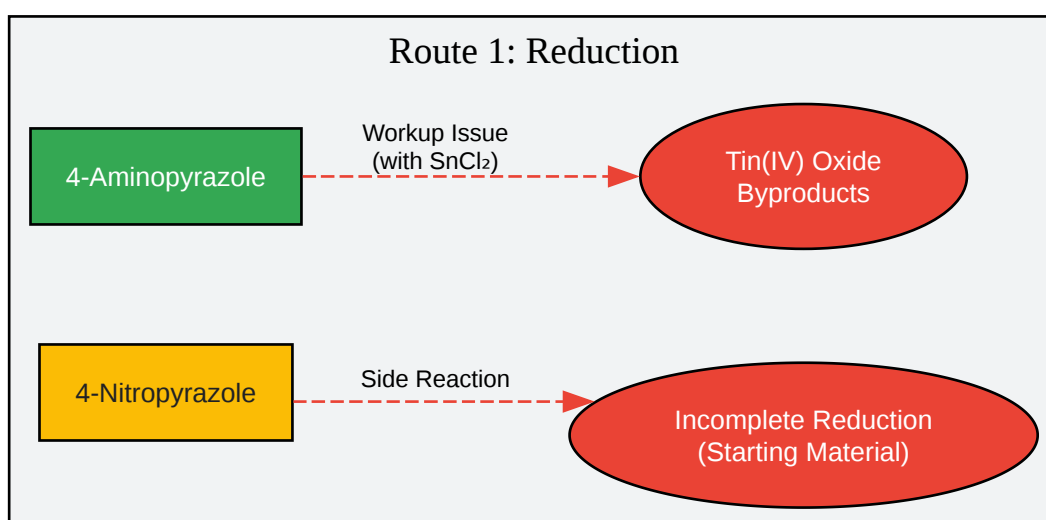 Route 1: Reduction
4-Aminopyrazole
Workup Issue
(with SnCl₂)
Tin(IV) Oxide
Byproducts
4-Nitropyrazole
Side Reaction
Incomplete Reduction
(Starting Material)